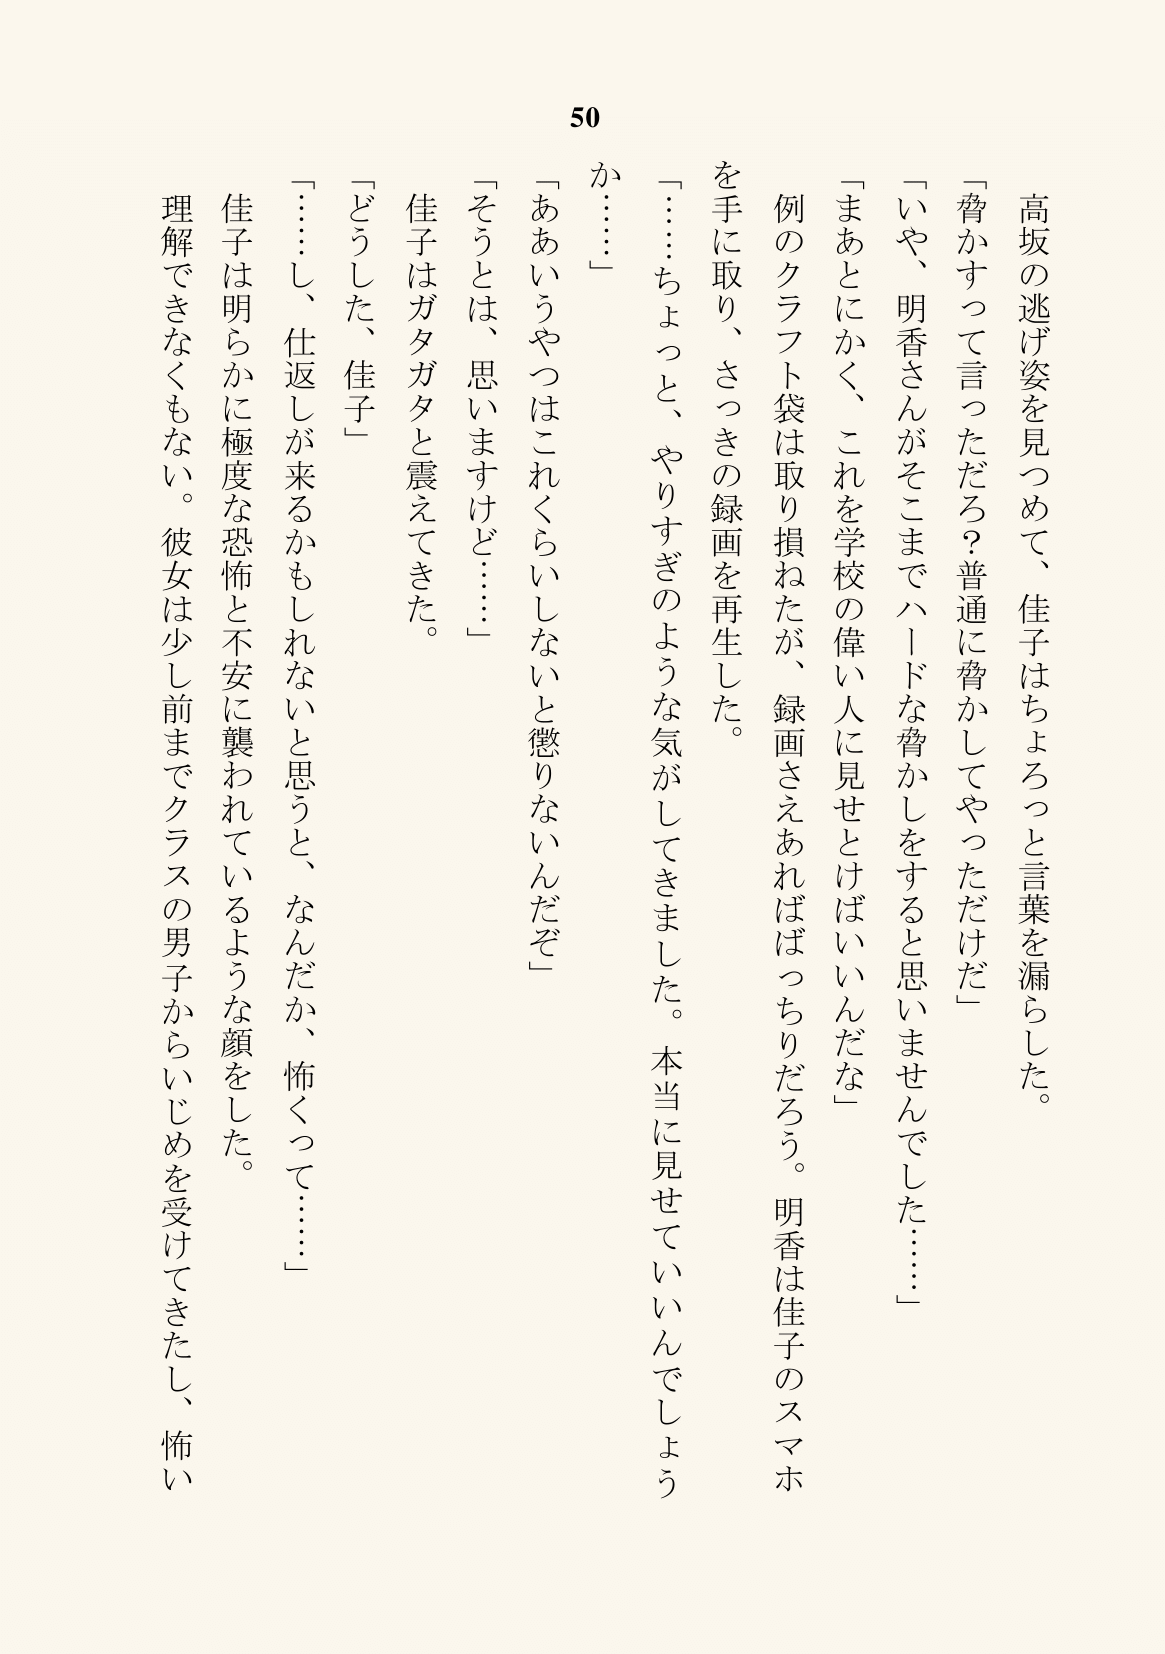 50
　高坂の逃げ姿を見つめて、佳子はちょろっと言葉を漏らした。
「脅かすって言っただろ？普通に脅かしてやっただけだ」
「いや、明香さんがそこまでハードな脅かしをすると思いませんでした……」
「まあとにかく、これを学校の偉い人に見せとけばいいんだな」
　例のクラフト袋は取り損ねたが、録画さえあればばっちりだろう。明香は佳子のスマホ
を手に取り、さっきの録画を再生した。
「……ちょっと、やりすぎのような気がしてきました。本当に見せていいんでしょう
か……」
「ああいうやつはこれくらいしないと懲りないんだぞ」
「そうとは、思いますけど……」
　佳子はガタガタと震えてきた。
「どうした、佳子」
「……し、仕返しが来るかもしれないと思うと、なんだか、怖くって……」
　佳子は明らかに極度な恐怖と不安に襲われているような顔をした。
　理解できなくもない。彼女は少し前までクラスの男子からいじめを受けてきたし、怖い